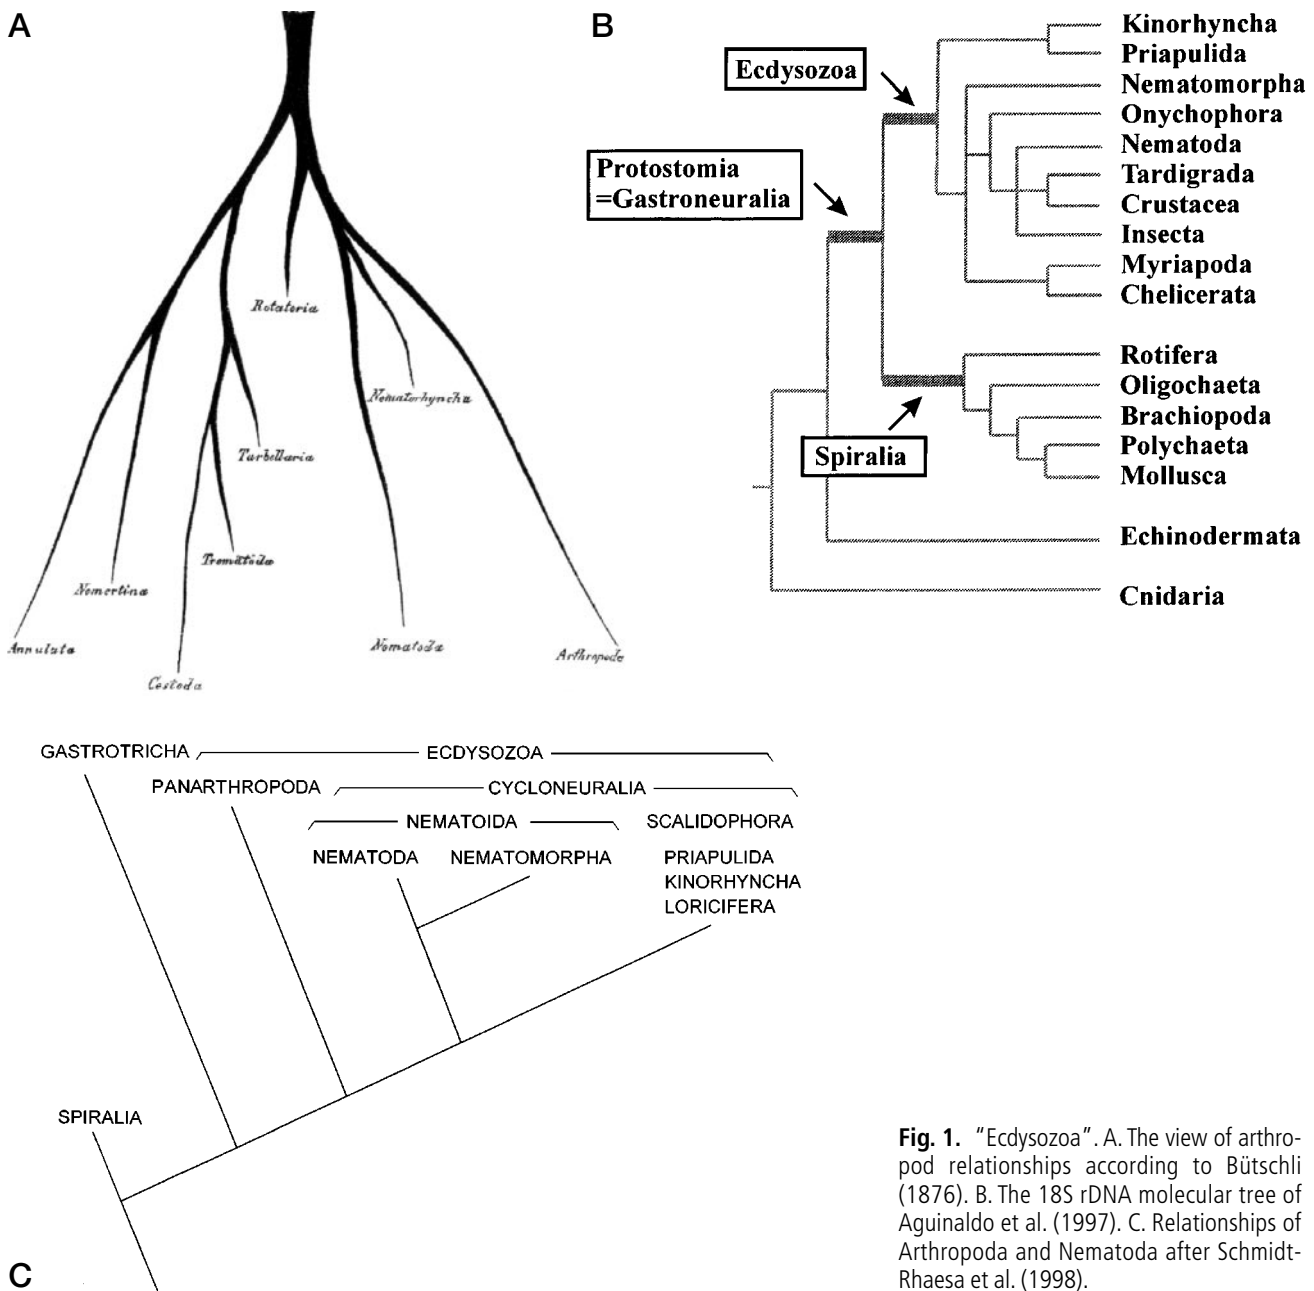 A
Rotatoria
Nematorhyncha
Turbellaria
Trematoda
Nemertina
Annulata
Nematoda
Arthropode
Cestoda
B
Ecdysozoa
Protostomia
=Gastroneuralia
Spiralia
Kinorhyncha
Priapulida
Nematomorpha
Onychophora
Nematoda
Tardigrada
Crustacea
Insecta
Myriapoda
Chelicerata
Rotifera
Oligochaeta
Brachiopoda
Polychaeta
Mollusca
Echinodermata
Cnidaria
GASTROTRICHA ECDYSOZOA
PANARTHROPODA CYCLONEURALIA
NEMATOIDA SCALIDOPHORA
NEMATODA NEMATOMORPHA PRIAPULIDA
KINORHYNCHA
LORICIFERA
SPIRALIA
C
Fig. 1. “Ecdysozoa”. A. The view of arthro-
pod relationships according to Bütschli
(1876). B. The 18S rDNA molecular tree of
Aguinaldo et al. (1997). C. Relationships of
Arthropoda and Nematoda after Schmidt-
Rhaesa et al. (1998).